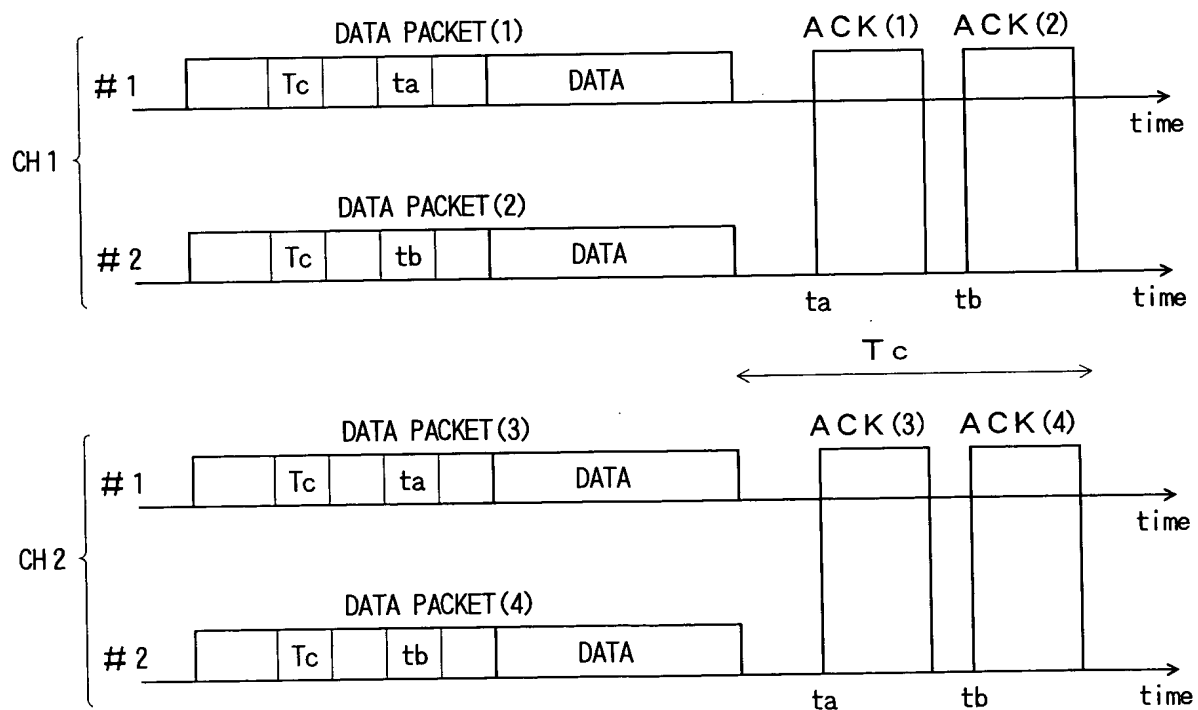 DATA PACKET(1)
ACK(1) ACK(2)
#1 Tc ta DATA
time
CH1
DATA PACKET(2)
#2 Tc tb DATA
ta tb time
Tc
DATA PACKET(3)
ACK(3) ACK(4)
#1 Tc ta DATA
time
CH2
DATA PACKET(4)
#2 Tc tb DATA
ta tb time